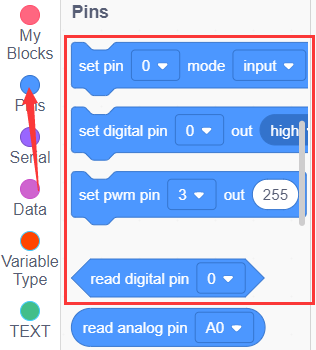 Pins
My
Blocks
Pins
Serial
Data
Variable
Type
TEXT
set pin 0 mode input
set digital pin 0 out high
set pwm pin 3 out 255
read digital pin 0
read analog pin A0